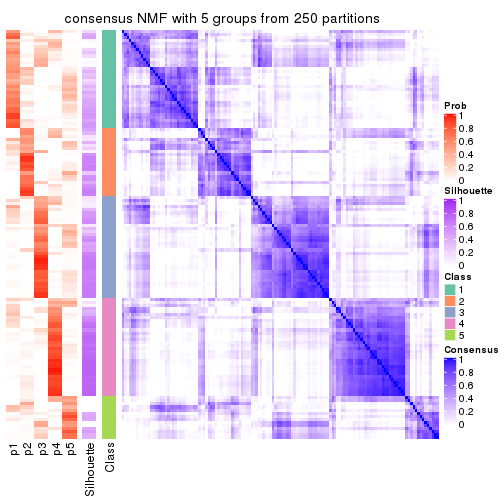 consensus NMF with 5 groups from 250 partitions
Prob
1
0.8
0.6
0.4
0.2
0
Silhouette
1
0.8
0.6
0.4
0.2
0
Class
1
2
3
4
5
Consensus
1
0.8
0.6
0.4
0.2
0
p1
p2
p3
p4
p5
Silhouette
Class